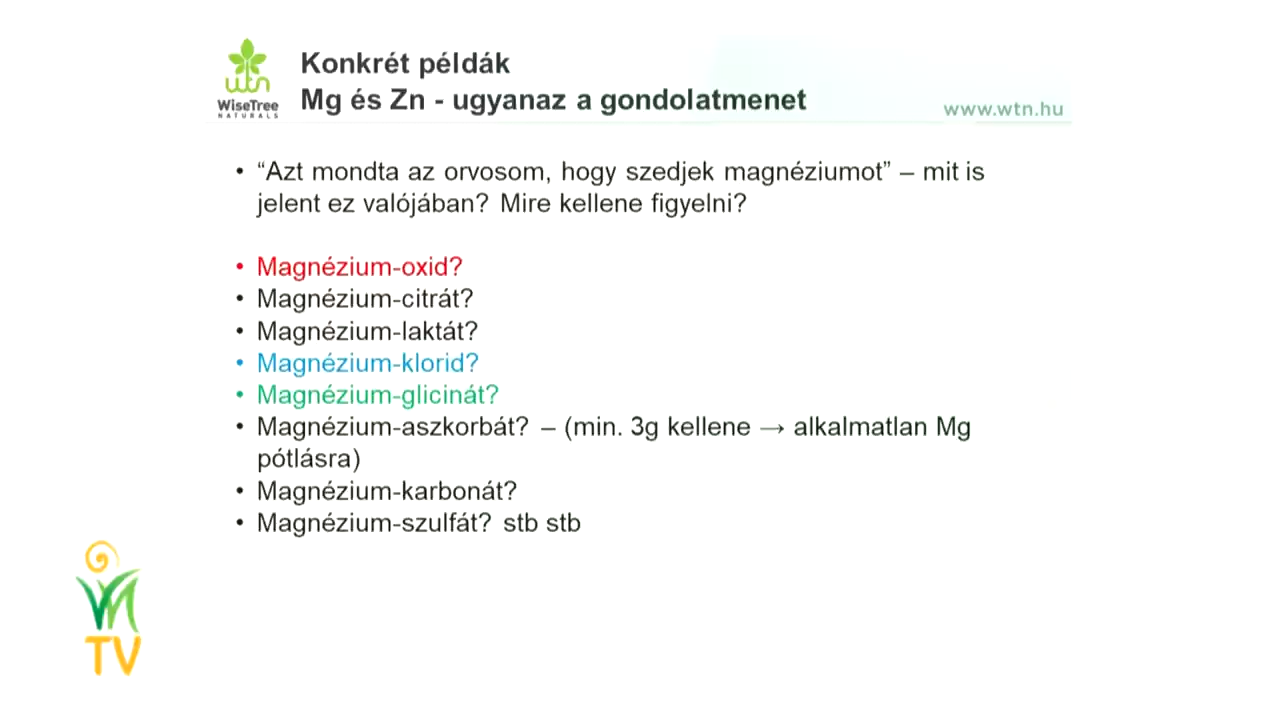 Konkrét példák
Mg és Zn - ugyanaz a gondolatmenet
wtn
WiseTree
NATURALS
www.wtn.hu
• “Azt mondta az orvosom, hogy szedjek magnéziumot” – mit is
jelent ez valójában? Mire kellene figyelni?
• Magnézium-oxid?
• Magnézium-citrát?
• Magnézium-laktát?
• Magnézium-klorid?
• Magnézium-glicinát?
• Magnézium-aszkorbát? – (min. 3g kellene → alkalmatlan Mg
pótlásra)
• Magnézium-karbonát?
• Magnézium-szulfát? stb stb
TV